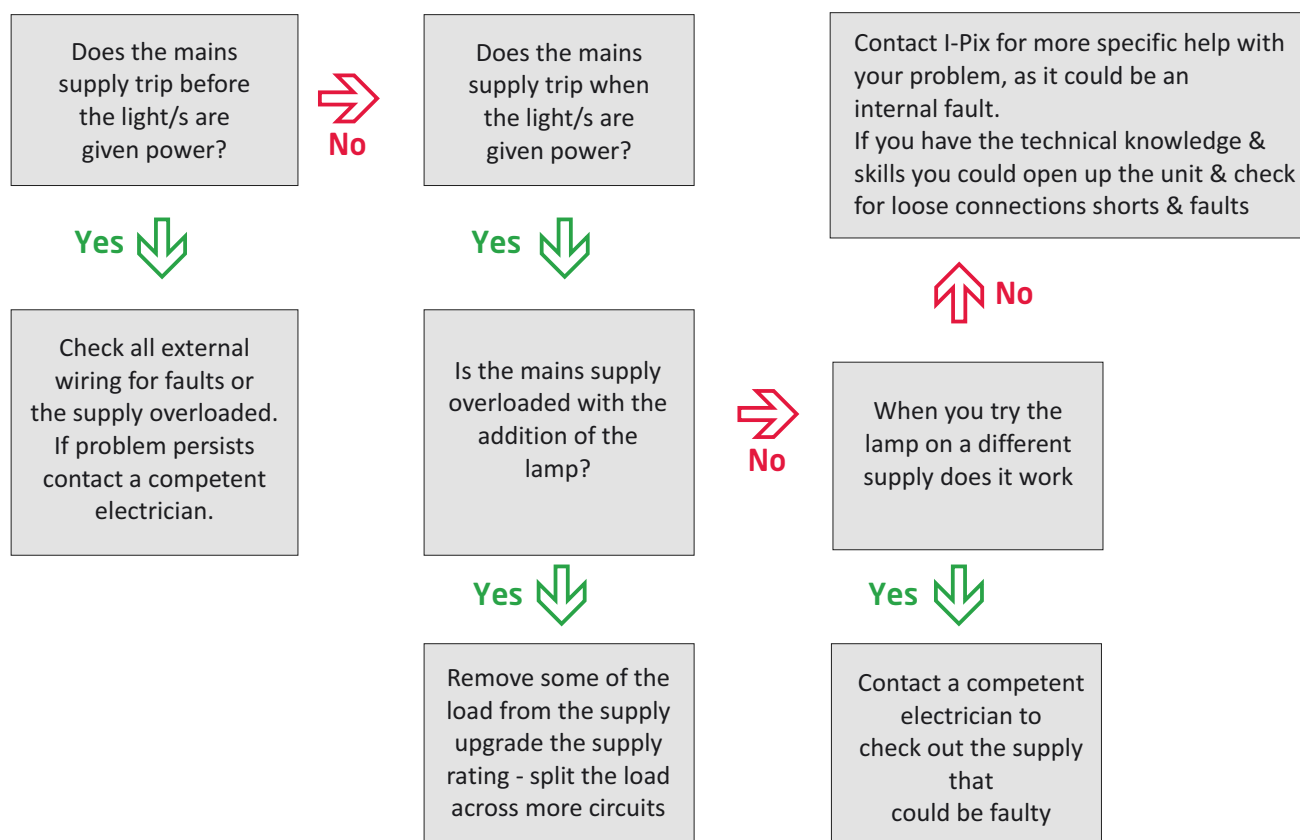 Does the mains
supply trip before
the light/s are
given power?
No
Does the mains
supply trip when
the light/s are
given power?
Contact I-Pix for more specific help with
your problem, as it could be an
internal fault.
If you have the technical knowledge &
skills you could open up the unit & check
for loose connections shorts & faults
Yes
Yes
No
Check all external
wiring for faults or
the supply overloaded.
If problem persists
contact a competent
electrician.
Is the mains supply
overloaded with the
addition of the
lamp?
No
When you try the
lamp on a different
supply does it work
Yes
Yes
Remove some of the
load from the supply
upgrade the supply
rating - split the load
across more circuits
Contact a competent
electrician to
check out the supply
that
could be faulty